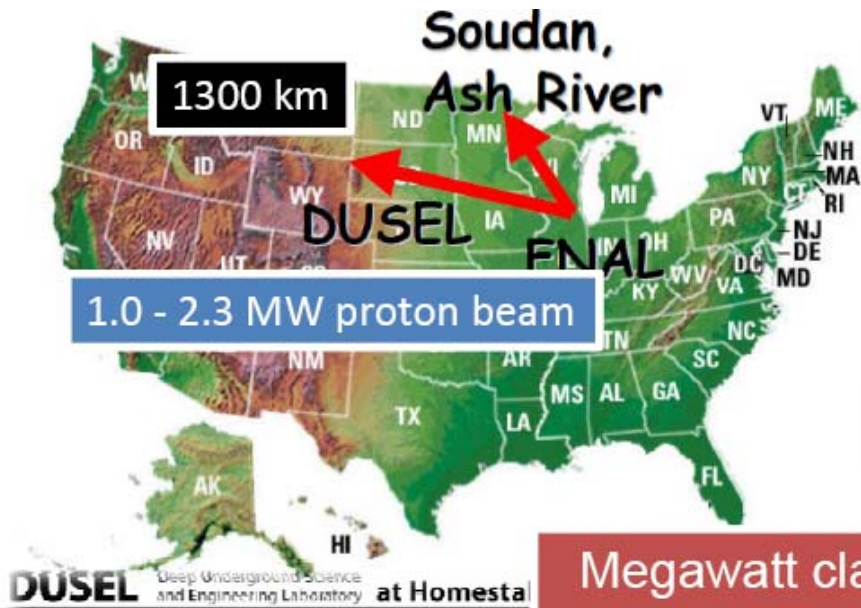 Soudan,
Ash River
1300 km
W
OR
ID
ND
MN
WI
MI
VT
ME
NH
MA
RI
CT
NY
WY
IA
PA
NJ
DE
MD
DUSEL
NV
UT
IN
OH
FNAL
DC
WV
VA
KY
1.0 - 2.3 MW proton beam
NM
AR
TN
NC
SC
MS
AL
GA
TX
LA
FL
AK
HI
DUSEL Deep Underground Science
and Engineering Laboratory at Homestal
Megawatt cla